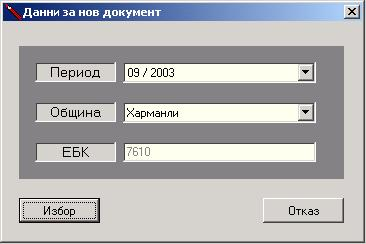 Данни за нов документ
Период 09 / 2003
Община Харманли
ЕБК 7610
Избор Отказ